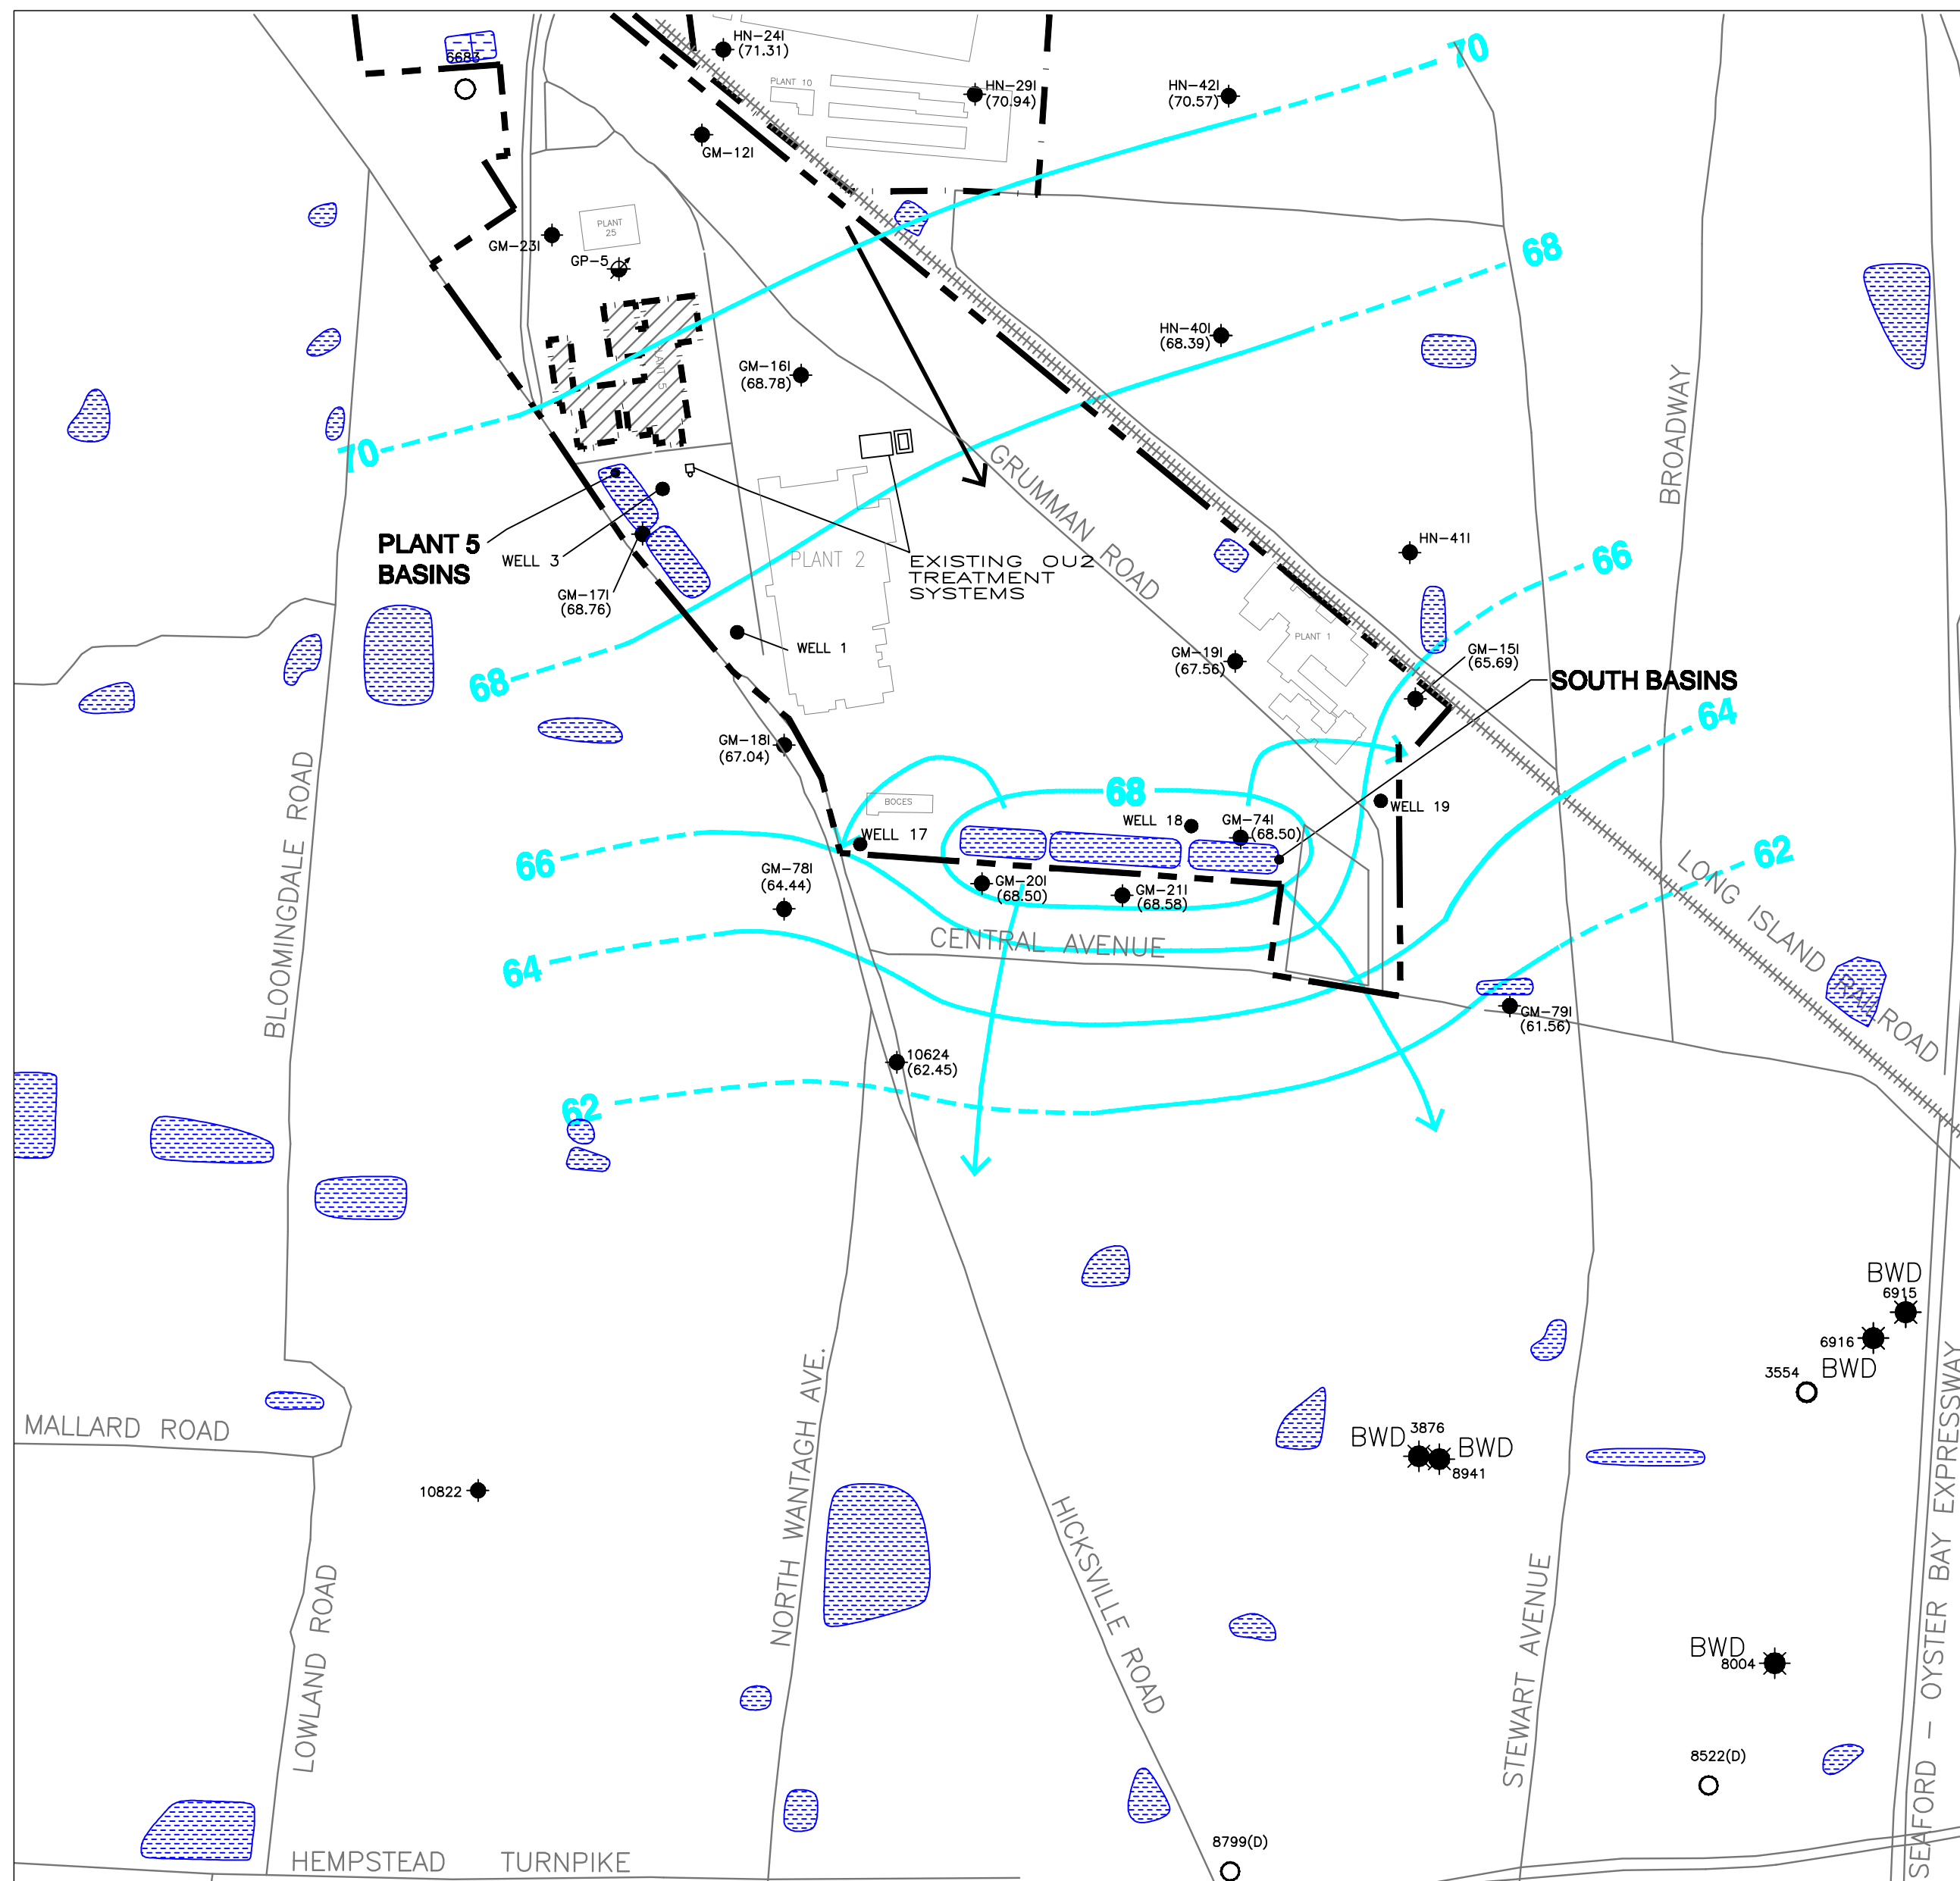 HN-24I
(71.31)
6683
PLANT 10
HN-29I
(70.94)
HN-42I
(70.57)
70
GM-12I
PLANT
25
GM-23I
GP-5
68
HN-40I
(68.39)
GM-16I
(68.78)
BROADWAY
70
GRUMMAN ROAD
PLANT 5
BASINS
WELL 3
PLANT 2
EXISTING OU2
TREATMENT
SYSTEMS
HN-41I
66
GM-17I
(68.76)
WELL 1
PLANT 1
GM-19I
(67.56)
GM-15I
(65.69)
SOUTH BASINS
68
64
GM-18I
(67.04)
BLOOMINGDALE ROAD
68
BOCES
WELL 19
WELL 17
WELL 18
GM-74I
(68.50)
66
62
GM-78I
(64.44)
GM-20I
(68.50)
GM-21I
(68.58)
LONG ISLAND RAILROAD
CENTRAL AVENUE
64
GM-79I
(61.56)
10624
(62.45)
62
BWD
6915
6916
BWD
3554
MALLARD ROAD
NORTH WANTAGH AVE.
BWD
3876
BWD
8941
SEAFORD - OYSTER BAY EXPRESSWAY
10822
HICKSVILLE ROAD
LOWLAND ROAD
STEWART AVENUE
BWD
8004
8522(D)
8799(D)
HEMPSTEAD TURNPIKE